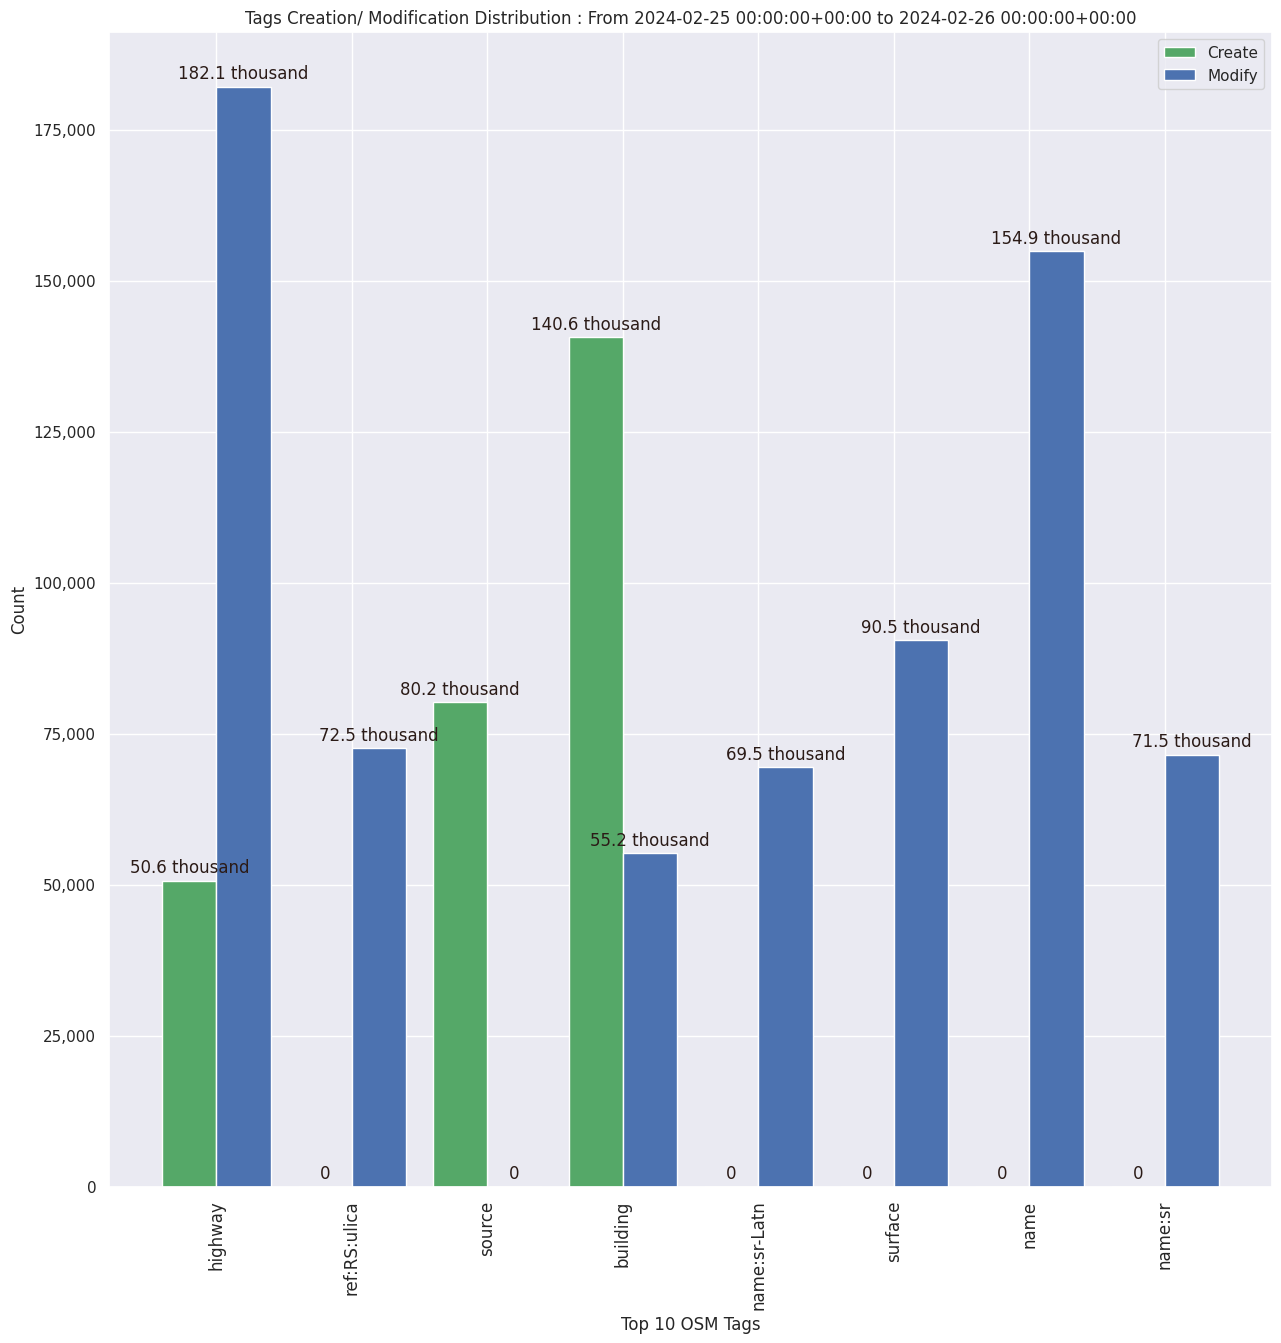 Tags Creation/ Modification Distribution : From 2024-02-25 00:00:00+00:00 to 2024-02-26 00:00:00+00:00
Create
Modify
182.1 thousand
175,000
154.9 thousand
150,000
140.6 thousand
125,000
100,000
Count
90.5 thousand
80.2 thousand
75,000
72.5 thousand
71.5 thousand
69.5 thousand
55.2 thousand
50.6 thousand
50,000
25,000
0
0
0
0
0
0
0
highway
ref:RS:ulica
source
building
name:sr-Latn
surface
name
name:sr
Top 10 OSM Tags